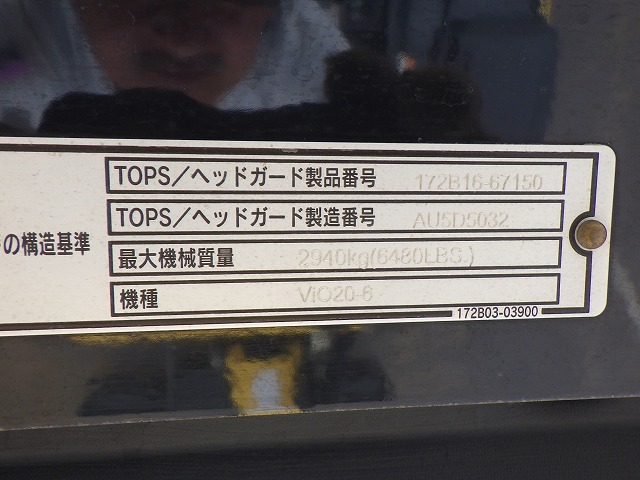 TOPS/ヘッドガード製品番号 172B16-67150
TOPS/ヘッドガード製造番号 AU5D5032
の構造基準
最大機械質量 2940kg(6480LBS.)
機種 ViO20-6
172B03-03900